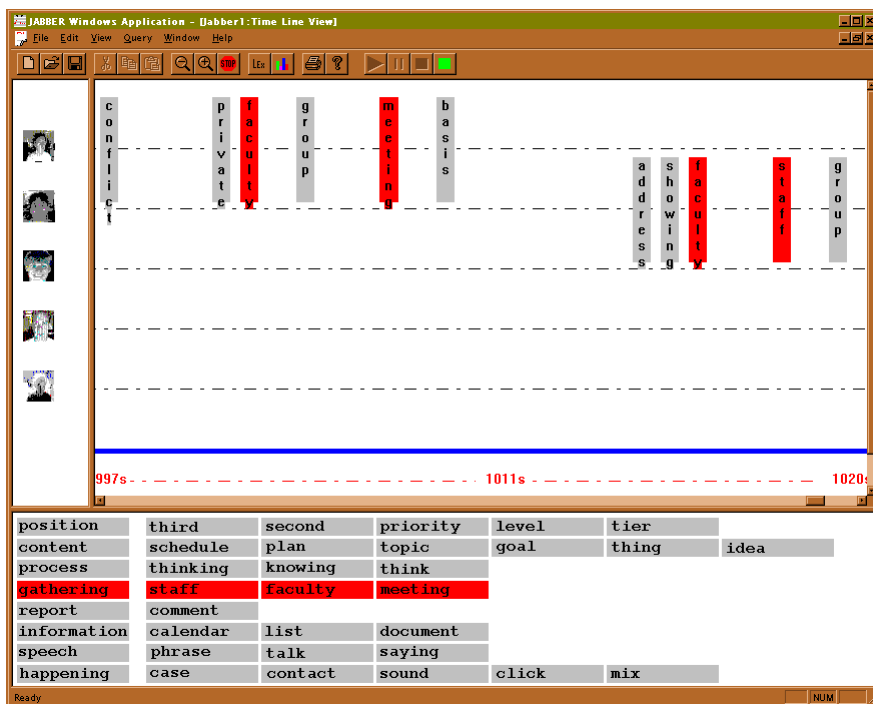 JABBER Windows Application - [Jabber1:Time Line View]
File Edit View Query Window Help
STOP LEx
conflict private faculty group meeting basis
address showing faculty staff group
997s 1011s 1020s
position third second priority level tier
content schedule plan topic goal thing idea
process thinking knowing think
gathering staff faculty meeting
report comment
information calendar list document
speech phrase talk saying
happening case contact sound click mix
Ready NUM